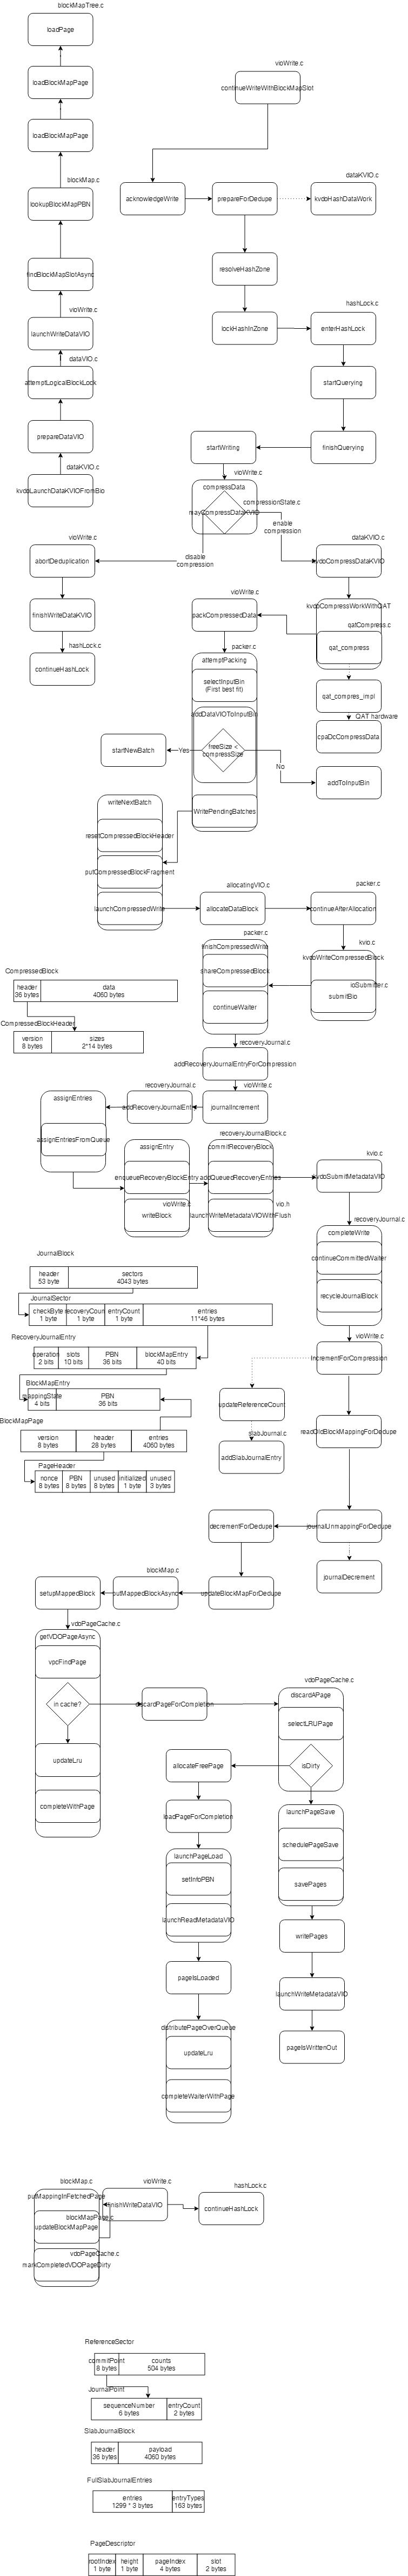 blockMapTree.c
loadPage
loadBlockMapPage
loadBlockMapPage
blockMap.c
lookupBlockMapPBN
findBlockMapSlotAsync
vioWrite.c
launchWriteDataVIO
dataVIO.c
attemptLogicalBlockLock
prepareDataVIO
dataKVIO.c
kvdoLaunchDataKVIOFromBio
vioWrite.c
continueWriteWithBlockMapSlot
acknowledgeWrite
prepareForDedupe
dataKVIO.c
kvdoHashDataWork
resolveHashZone
lockHashInZone
hashLock.c
enterHashLock
startQuerying
finishQuerying
startWriting
vioWrite.c
compressData
compressionState.c
mayCompressDataKVIO
enable
compression
disable
compression
vioWrite.c
abortDeduplication
finishWriteDataKVIO
hashLock.c
continueHashLock
dataKVIO.c
kvdoCompressDataKVIO
kvdoCompressWorkWithQAT
qatCompress.c
qat_compress
qat_compres_impl
QAT hardware
cpaDcCompressData
vioWrite.c
packCompressedData
packer.c
attemptPacking
selectInputBin
(First best fit)
addDataVIOToInputBin
freeSize <
compressSize
Yes
No
startNewBatch
addToInputBin
WritePendingBatches
writeNextBatch
resetCompressedBlockHeader
putCompressedBlockFragment
launchCompressedWrite
allocatingVIO.c
allocateDataBlock
packer.c
continueAfterAllocation
kvio.c
kvdoWriteCompressedBlock
ioSubmitter.c
submitBio
packer.c
finishCompressedWrite
shareCompressedBlock
continueWaiter
CompressedBlock
header
36 bytes
data
4060 bytes
CompressedBlockHeader
version
8 bytes
sizes
2*14 bytes
recoveryJournal.c
addRecoveryJournalEntryForCompression
vioWrite.c
journalIncrement
recoveryJournal.c
addRecoveryJournalEntry
assignEntries
assignEntriesFromQueue
assignEntry
enqueueRecoveryBlockEntry
vioWrite.c
writeBlock
recoveryJournalBlock.c
commitRecoveryBlock
addQueuedRecoveryEntries
vio.h
launchWriteMetadataVIOWithFlush
kvio.c
kvdoSubmitMetadataVIO
recoveryJournal.c
completeWrite
continueCommittedWaiter
recycleJournalBlock
vioWrite.c
incrementForCompression
JournalBlock
header
53 byte
sectors
4043 bytes
JournalSector
checkByte
1 byte
recoveryCount
1 byte
entryCount
1 byte
entries
11*46 bytes
RecoveryJournalEntry
operation
2 bits
slots
10 bits
PBN
36 bits
blockMapEntry
40 bits
BlockMapEntry
mappingState
4 bits
PBN
36 bits
BlockMapPage
version
8 bytes
header
28 bytes
entries
4060 bytes
PageHeader
nonce
8 bytes
PBN
8 bytes
unused
8 bytes
initialized
1 byte
unused
3 bytes
updateReferenceCount
slabJournal.c
addSlabJournalEntry
readOldBlockMappingForDedupe
journalUnmappingForDedupe
journalDecrement
decrementForDedupe
updateBlockMapForDedupe
blockMap.c
putMappedBlockAsync
setupMappedBlock
vdoPageCache.c
getVDOPageAsync
vpcFindPage
in cache?
updateLru
completeWithPage
discardPageForCompletion
vdoPageCache.c
discardAPage
selectLRUPage
isDirty
allocateFreePage
loadPageForCompletion
launchPageLoad
setInfoPBN
launchReadMetadataVIO
pageIsLoaded
distributePageOverQueue
updateLru
completeWaiterWithPage
launchPageSave
schedulePageSave
savePages
writePages
launchWriteMetadataVIO
pageIsWrittenOut
blockMap.c
putMappingInFetchedPage
blockMapPage.c
updateBlockMapPage
vdoPageCache.c
markCompletedVDOPageDirty
vioWrite.c
finishWriteDataVIO
hashLock.c
continueHashLock
ReferenceSector
commitPoint
8 bytes
counts
504 bytes
JournalPoint
sequenceNumber
6 bytes
entryCount
2 bytes
SlabJournalBlock
header
36 bytes
payload
4060 bytes
FullSlabJournalEntries
entries
1299 * 3 bytes
entryTypes
163 bytes
PageDescriptor
rootIndex
1 byte
height
1 byte
pageIndex
4 bytes
slot
2 bytes